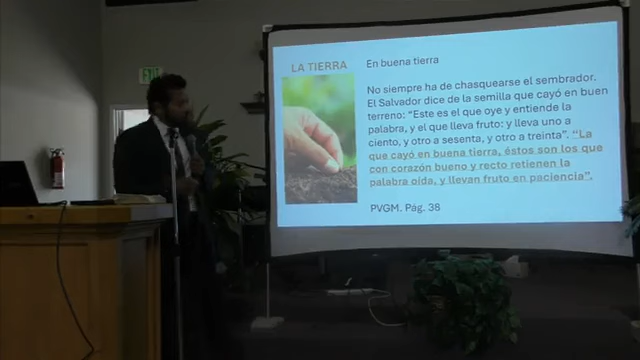 EXIT
LA TIERRA
En buena tierra
No siempre ha de chasquearse el sembrador.
El Salvador dice de la semilla que cayó en buen
terreno: “Este es el que oye y entiende la
palabra, y el que lleva fruto: y lleva uno a
ciento, y otro a sesenta, y otro a treinta”. “La
que cayó en buena tierra, éstos son los que
con corazón bueno y recto retienen la
palabra oída, y llevan fruto en paciencia”.
PVGM. Pág. 38